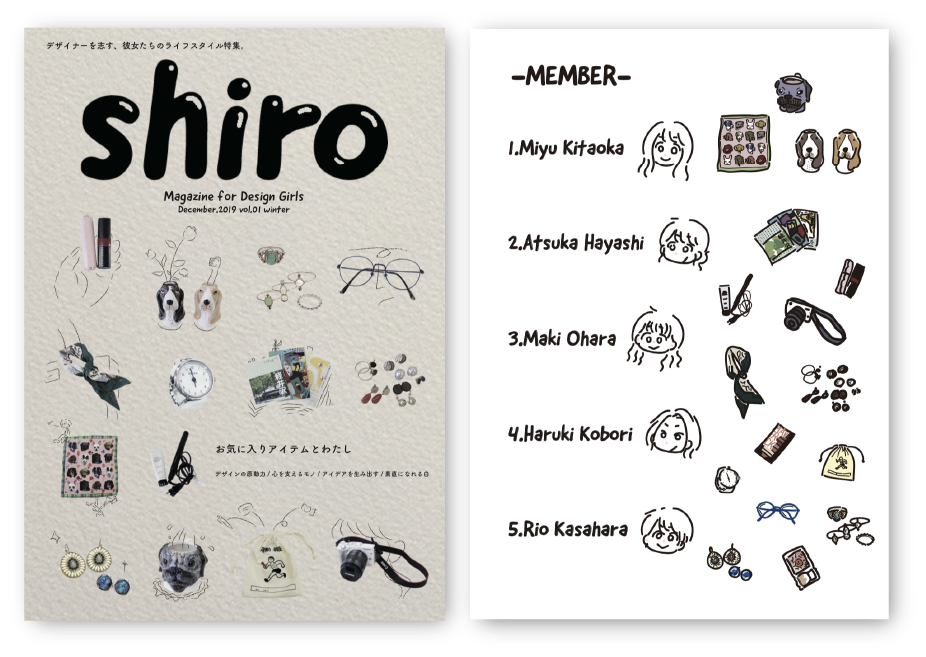 デザイナーを志す、彼女たちのライフスタイル特集。
shiro
Magazine for Design Girls
December.2019 vol.01 winter
お気に入りアイテムとわたし
デザインの原動力/心を支えるモノ/アイデアを生み出す/素直になれる白
-MEMBER-
1.Miyu Kitaoka
2.Atsuka Hayashi
3.Maki Ohara
4.Haruki Kobori
5.Rio Kasahara